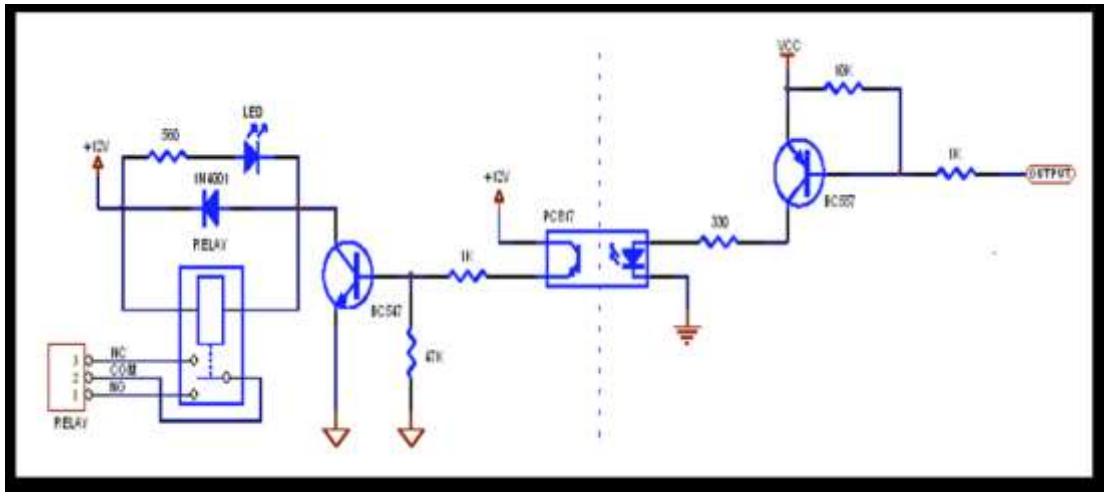 VCC
10K
LED
560
+12V
1N4001
1K
OUTPUT
+12V
BC557
PC817
330
RELAY
1K
BC547
47K
3 NC
2 COM
1 NO
RELAY